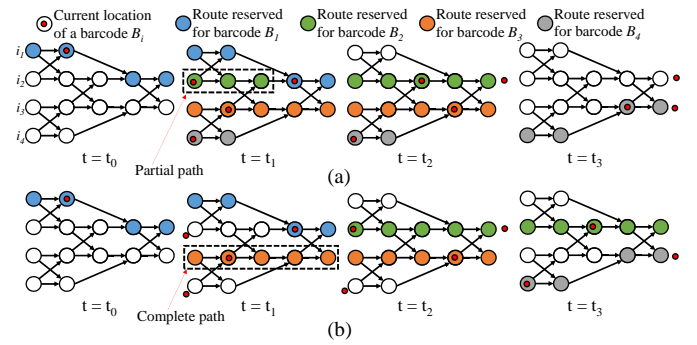 Current location of a barcode Bi
Route reserved for barcode B1
Route reserved for barcode B2
Route reserved for barcode B3
Route reserved for barcode B4
i1
i2
i3
i4
t = t0
t = t1
t = t2
t = t3
Partial path
(a)
t = t0
t = t1
t = t2
t = t3
Complete path
(b)